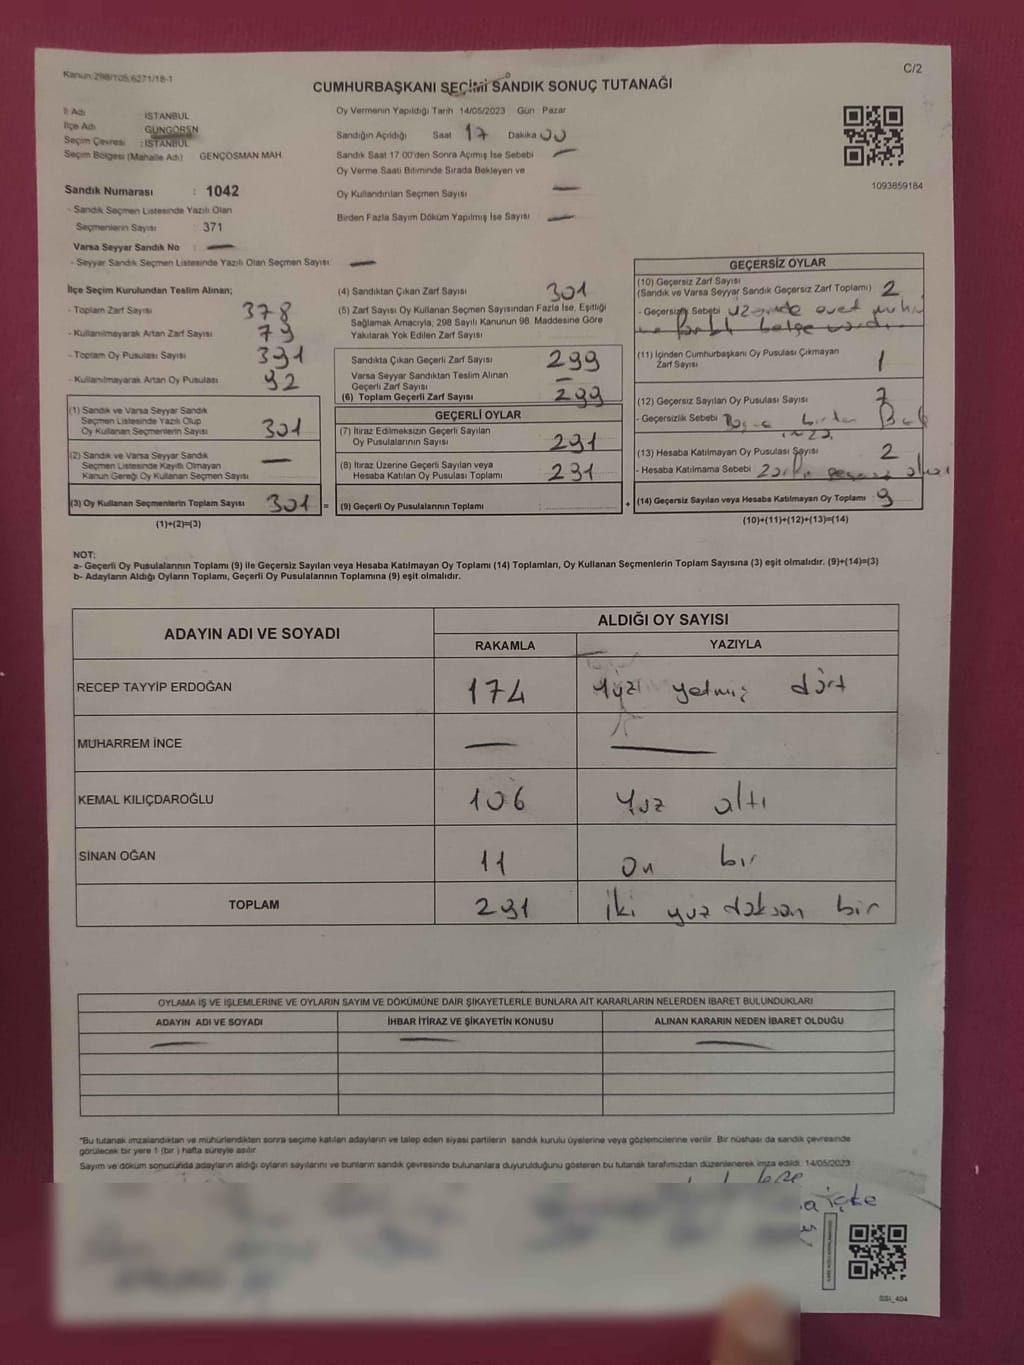 Kanun:298/105;6271/18-1
C/2
CUMHURBAŞKANI SEÇİMİ SANDIK SONUÇ TUTANAĞI
İl Adı İSTANBUL
İlçe Adı GÜNGÖREN
Seçim Çevresi : İSTANBUL
Seçim Bölgesi (Mahalle Adı) GENÇOSMAN MAH.
Oy Vermenin Yapıldığı Tarih 14/05/2023 Gün : Pazar
Sandığın Açıldığı Saat 17 Dakika 00
Sandık Saat 17:00'den Sonra Açımış İse Sebebi —
Oy Verme Saati Bitiminde Sırada Bekleyen ve
Oy Kullandırılan Seçmen Sayısı —
Birden Fazla Sayım Döküm Yapılmış İse Sayısı —
1093859184
Sandık Numarası : 1042
- Sandık Seçmen Listesinde Yazılı Olan
Seçmenlerin Sayısı : 371
Varsa Seyyar Sandık No : —
- Seyyar Sandık Seçmen Listesinde Yazılı Olan Seçmen Sayısı: —
İlçe Seçim Kurulundan Teslim Alınan;
- Toplam Zarf Sayısı 378
- Kullanılmayarak Artan Zarf Sayısı 79
- Toplam Oy Pusulası Sayısı 391
- Kullanılmayarak Artan Oy Pusulası 92
(1) Sandık ve Varsa Seyyar Sandık
Seçmen Listesinde Yazılı Olup
Oy Kullanan Seçmenlerin Sayısı 301
(2) Sandık ve Varsa Seyyar Sandık
Seçmen Listesinde Kayıtlı Olmayan
Kanun Gereği Oy Kullanan Seçmen Sayısı —
(3) Oy Kullanan Seçmenlerin Toplam Sayısı 301 =
(1)+(2)=(3)
(4) Sandıktan Çıkan Zarf Sayısı 301
(5) Zarf Sayısı Oy Kullanan Seçmen Sayısından Fazla İse, Eşitliği
Sağlamak Amacıyla; 298 Sayılı Kanunun 98. Maddesine Göre
Yakılarak Yok Edilen Zarf Sayısı
Sandıkta Çıkan Geçerli Zarf Sayısı 299
Varsa Seyyar Sandıktan Teslim Alınan
Geçerli Zarf Sayısı —
(6) Toplam Geçerli Zarf Sayısı 299
GEÇERLİ OYLAR
(7) İtiraz Edilmeksizin Geçerli Sayılan
Oy Pusulalarının Sayısı 291
(8) İtiraz Üzerine Geçerli Sayılan veya
Hesaba Katılan Oy Pusulası Toplamı 291
(9) Geçerli Oy Pusulalarının Toplamı +
GEÇERSİZ OYLAR
(10) Geçersiz Zarf Sayısı
(Sandık ve Varsa Seyyar Sandık Geçersiz Zarf Toplamı) 2
- Geçersizlik Sebebi üzerinde evet
(11) İçinden Cumhurbaşkanı Oy Pusulası Çıkmayan
Zarf Sayısı 1
(12) Geçersiz Sayılan Oy Pusulası Sayısı 7
- Geçersizlik Sebebi
(13) Hesaba Katılmayan Oy Pusulası Sayısı 2
- Hesaba Katılmama Sebebi
(14) Geçersiz Sayılan veya Hesaba Katılmayan Oy Toplamı : 9
(10)+(11)+(12)+(13)=(14)
NOT:
a- Geçerli Oy Pusulalarının Toplamı (9) ile Geçersiz Sayılan veya Hesaba Katılmayan Oy Toplamı (14) Toplamları, Oy Kullanan Seçmenlerin Toplam Sayısına (3) eşit olmalıdır. (9)+(14)=(3)
b- Adayların Aldığı Oyların Toplamı, Geçerli Oy Pusulalarının Toplamına (9) eşit olmalıdır.
ADAYIN ADI VE SOYADI ALDIĞI OY SAYISI
RAKAMLA YAZIYLA
RECEP TAYYİP ERDOĞAN 174 Yüz yetmiş dört
MUHARREM İNCE — —
KEMAL KILIÇDAROĞLU 106 Yuz altı
SİNAN OĞAN 11 On bir
TOPLAM 291 iki yuz doksan bir
OYLAMA İŞ VE İŞLEMLERİNE VE OYLARIN SAYIM VE DÖKÜMÜNE DAİR ŞİKAYETLERLE BUNLARA AİT KARARLARIN NELERDEN İBARET BULUNDUKLARI
ADAYIN ADI VE SOYADI İHBAR İTİRAZ VE ŞİKAYETİN KONUSU ALINAN KARARIN NEDEN İBARET OLDUĞU
— — —
*Bu tutanak imzalandıktan ve mühürlendikten sonra seçime katılan adayların ve talep eden siyasi partilerin sandık kurulu üyelerine veya gözlemcilerine verilir. Bir nüshası da sandık çevresinde
görülecek bir yere 1 (bir ) hafta süreyle asılır.
Sayım ve döküm sonucunda adayların aldığı oyların sayılarını ve bunların sandık çevresinde bulunanlara duyurulduğunu gösteren bu tutanak tarafımızdan düzenlenerek imza edildi. 14/05/2023
SSİ_404